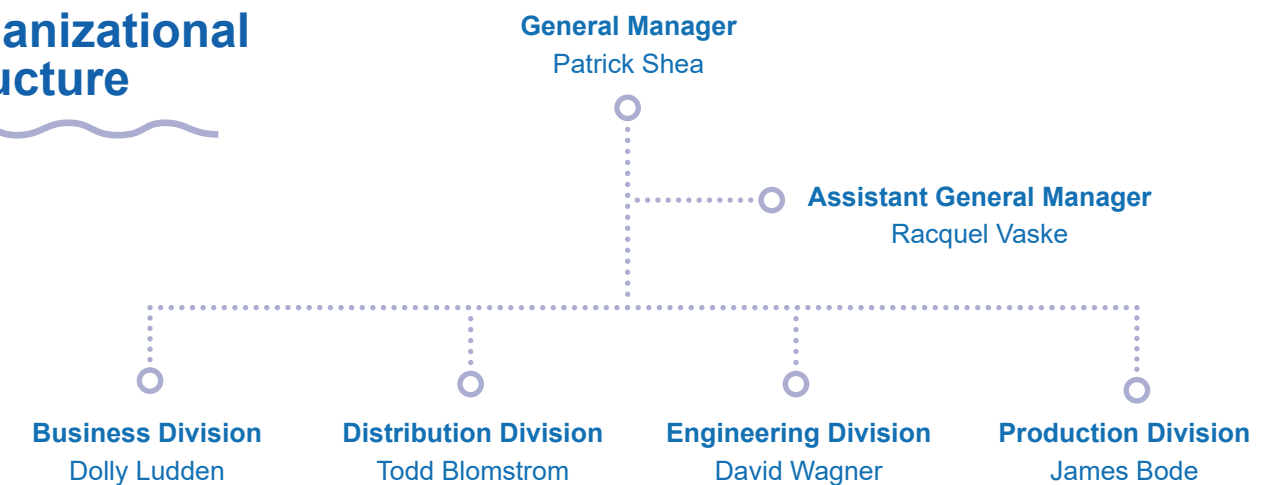 anizational
ucture
General Manager
Patrick Shea
Assistant General Manager
Racquel Vaske
Business Division
Dolly Ludden
Distribution Division
Todd Blomstrom
Engineering Division
David Wagner
Production Division
James Bode